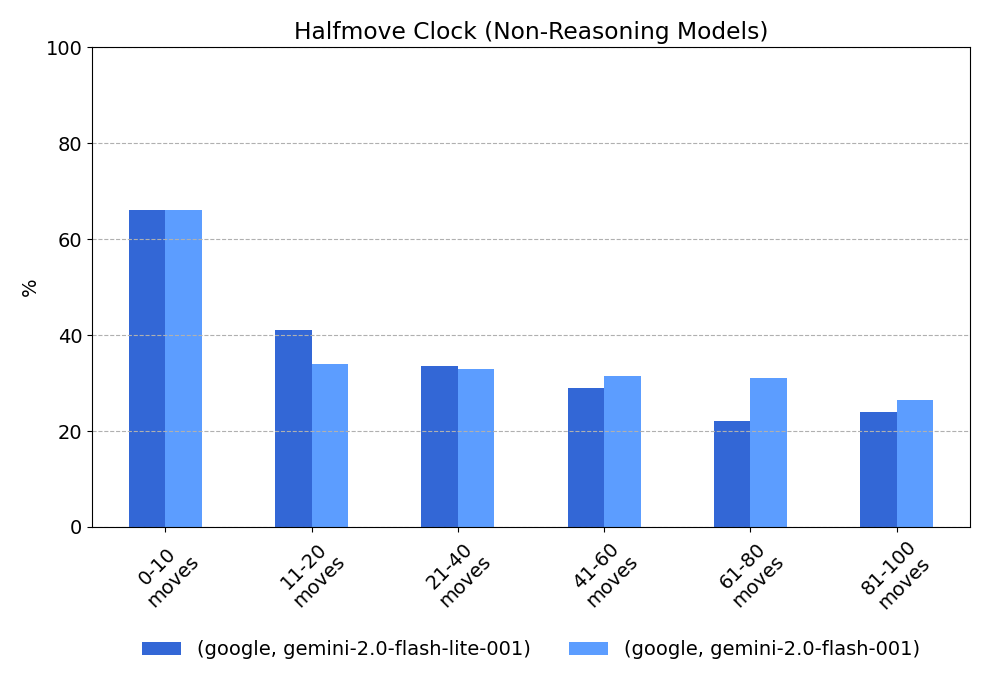 Halfmove Clock (Non-Reasoning Models)
%
100
80
60
40
20
0
0-10
moves
11-20
moves
21-40
moves
41-60
moves
61-80
moves
81-100
moves
(google, gemini-2.0-flash-lite-001)
(google, gemini-2.0-flash-001)